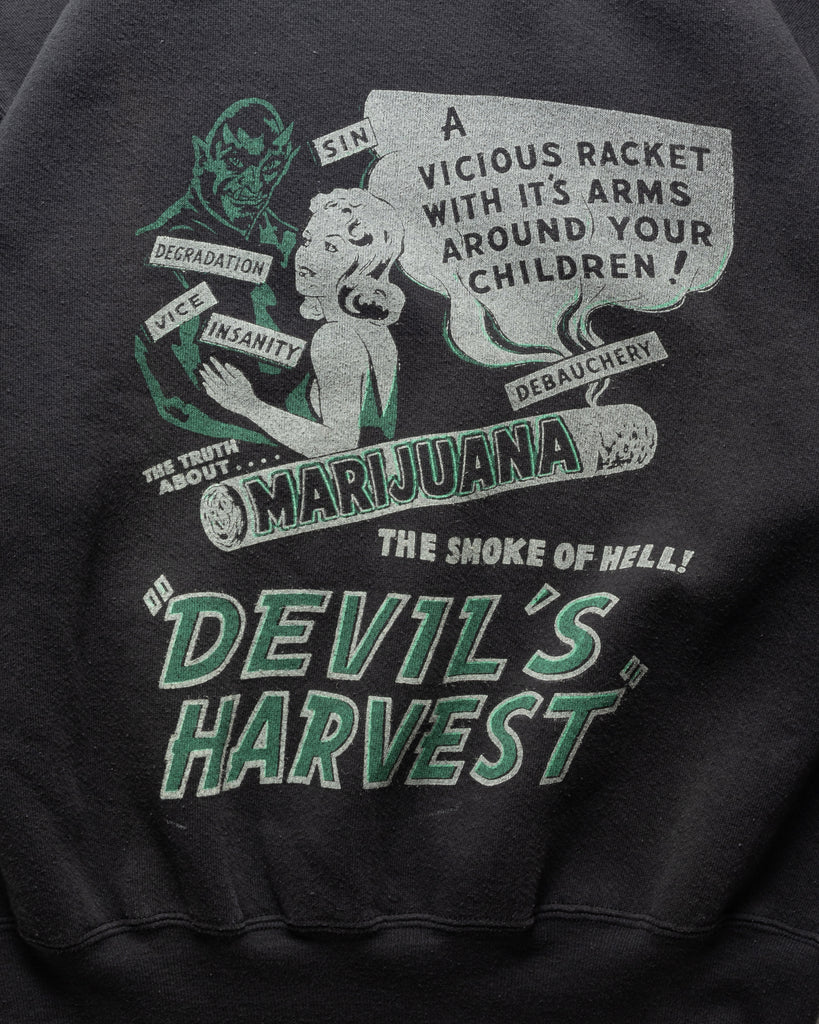 SIN
A
VICIOUS RACKET
WITH IT'S ARMS
AROUND YOUR
CHILDREN!
DEGRADATION
VICE
INSANITY
DEBAUCHERY
THE TRUTH
ABOUT....
MARIJUANA
THE SMOKE OF HELL!
"DEVIL'S
HARVEST"